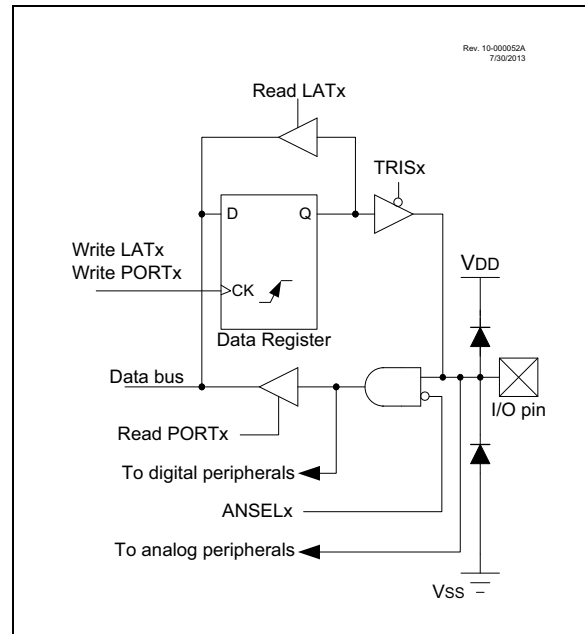 Rev. 10-000052A
7/30/2013
Read LATx
TRISx
D Q
Write LATx
Write PORTx
CK
VDD
Data Register
Data bus
I/O pin
Read PORTx
To digital peripherals
ANSELx
To analog peripherals
Vss